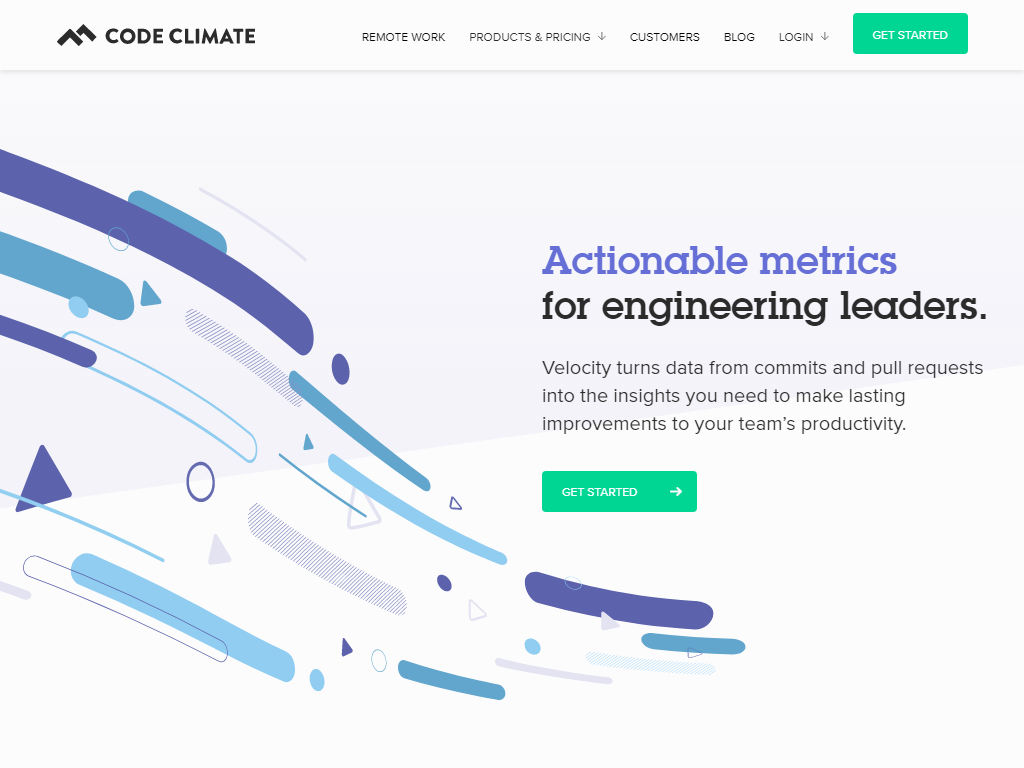 CODE CLIMATE
REMOTE WORK
PRODUCTS & PRICING
CUSTOMERS
BLOG
LOGIN
GET STARTED
Actionable metrics
for engineering leaders.
Velocity turns data from commits and pull requests
into the insights you need to make lasting
improvements to your team’s productivity.
GET STARTED